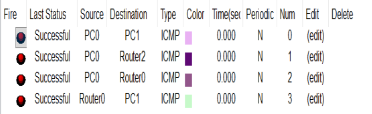 Fire Last Status Source Destination Type Color Time(sec Periodic Num Edit Delete
Successful PC0 PC1 ICMP 0.000 N 0 (edit)
Successful PC0 Router2 ICMP 0.000 N 1 (edit)
Successful PC0 Router0 ICMP 0.000 N 2 (edit)
Successful Router0 PC1 ICMP 0.000 N 3 (edit)